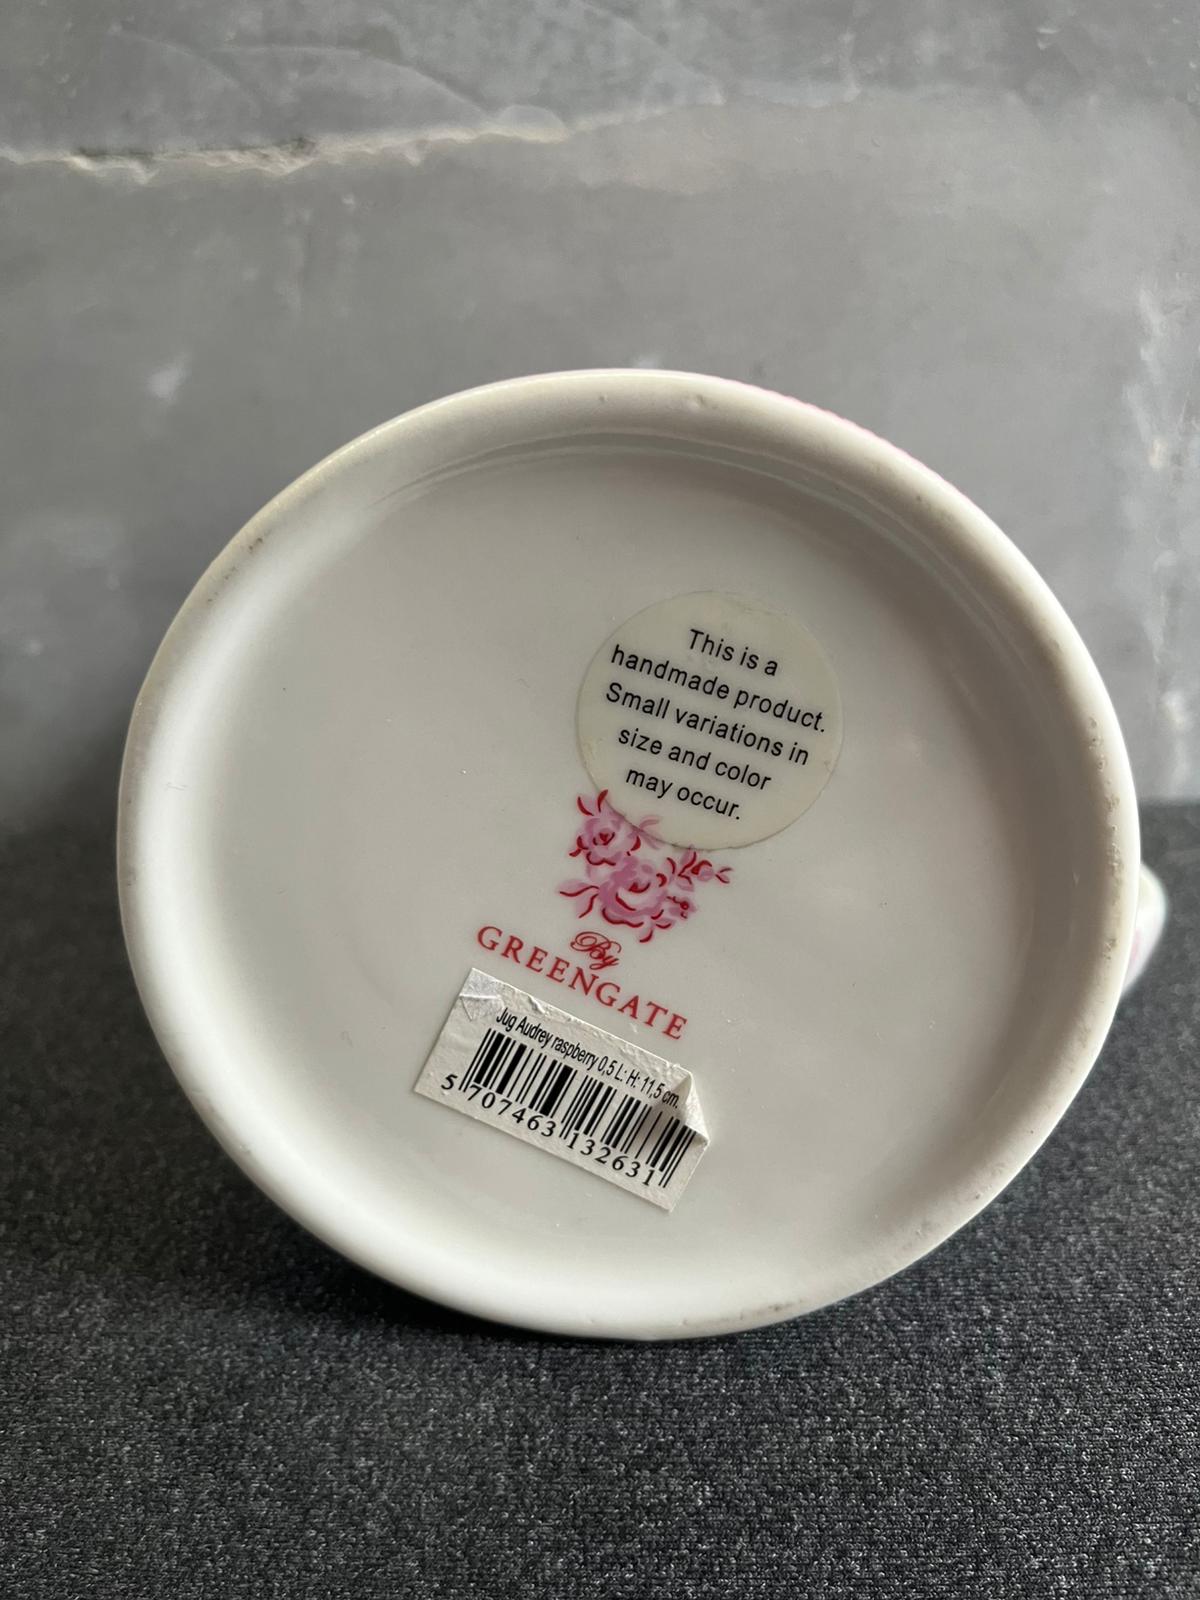 This is a
handmade product.
Small variations in
size and color
may occur.
By
GREENGATE
Jug Audrey raspberry 0,5 L: H: 11,5 cm.
5 707463 132631